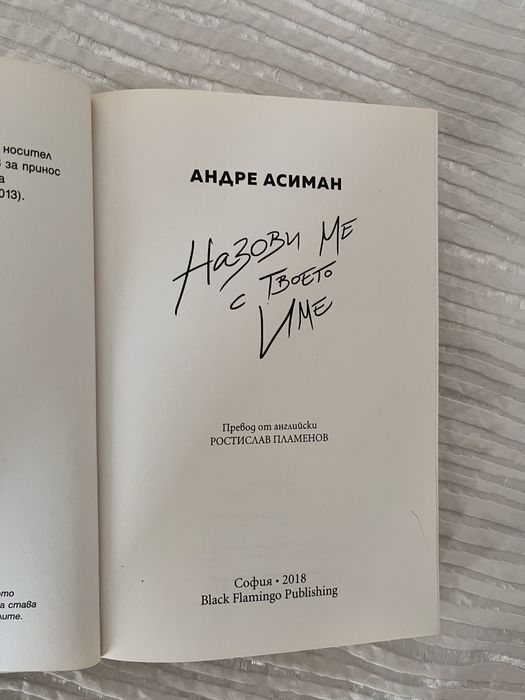 носител
за принос
а
013).
АНДРЕ АСИМАН
НАЗОВИ МЕ
С ТВОЕТО
ИМЕ
Превод от английски
РОСТИСЛАВ ПЛАМЕНОВ
София • 2018
Black Flamingo Publishing
то
а става
ите.